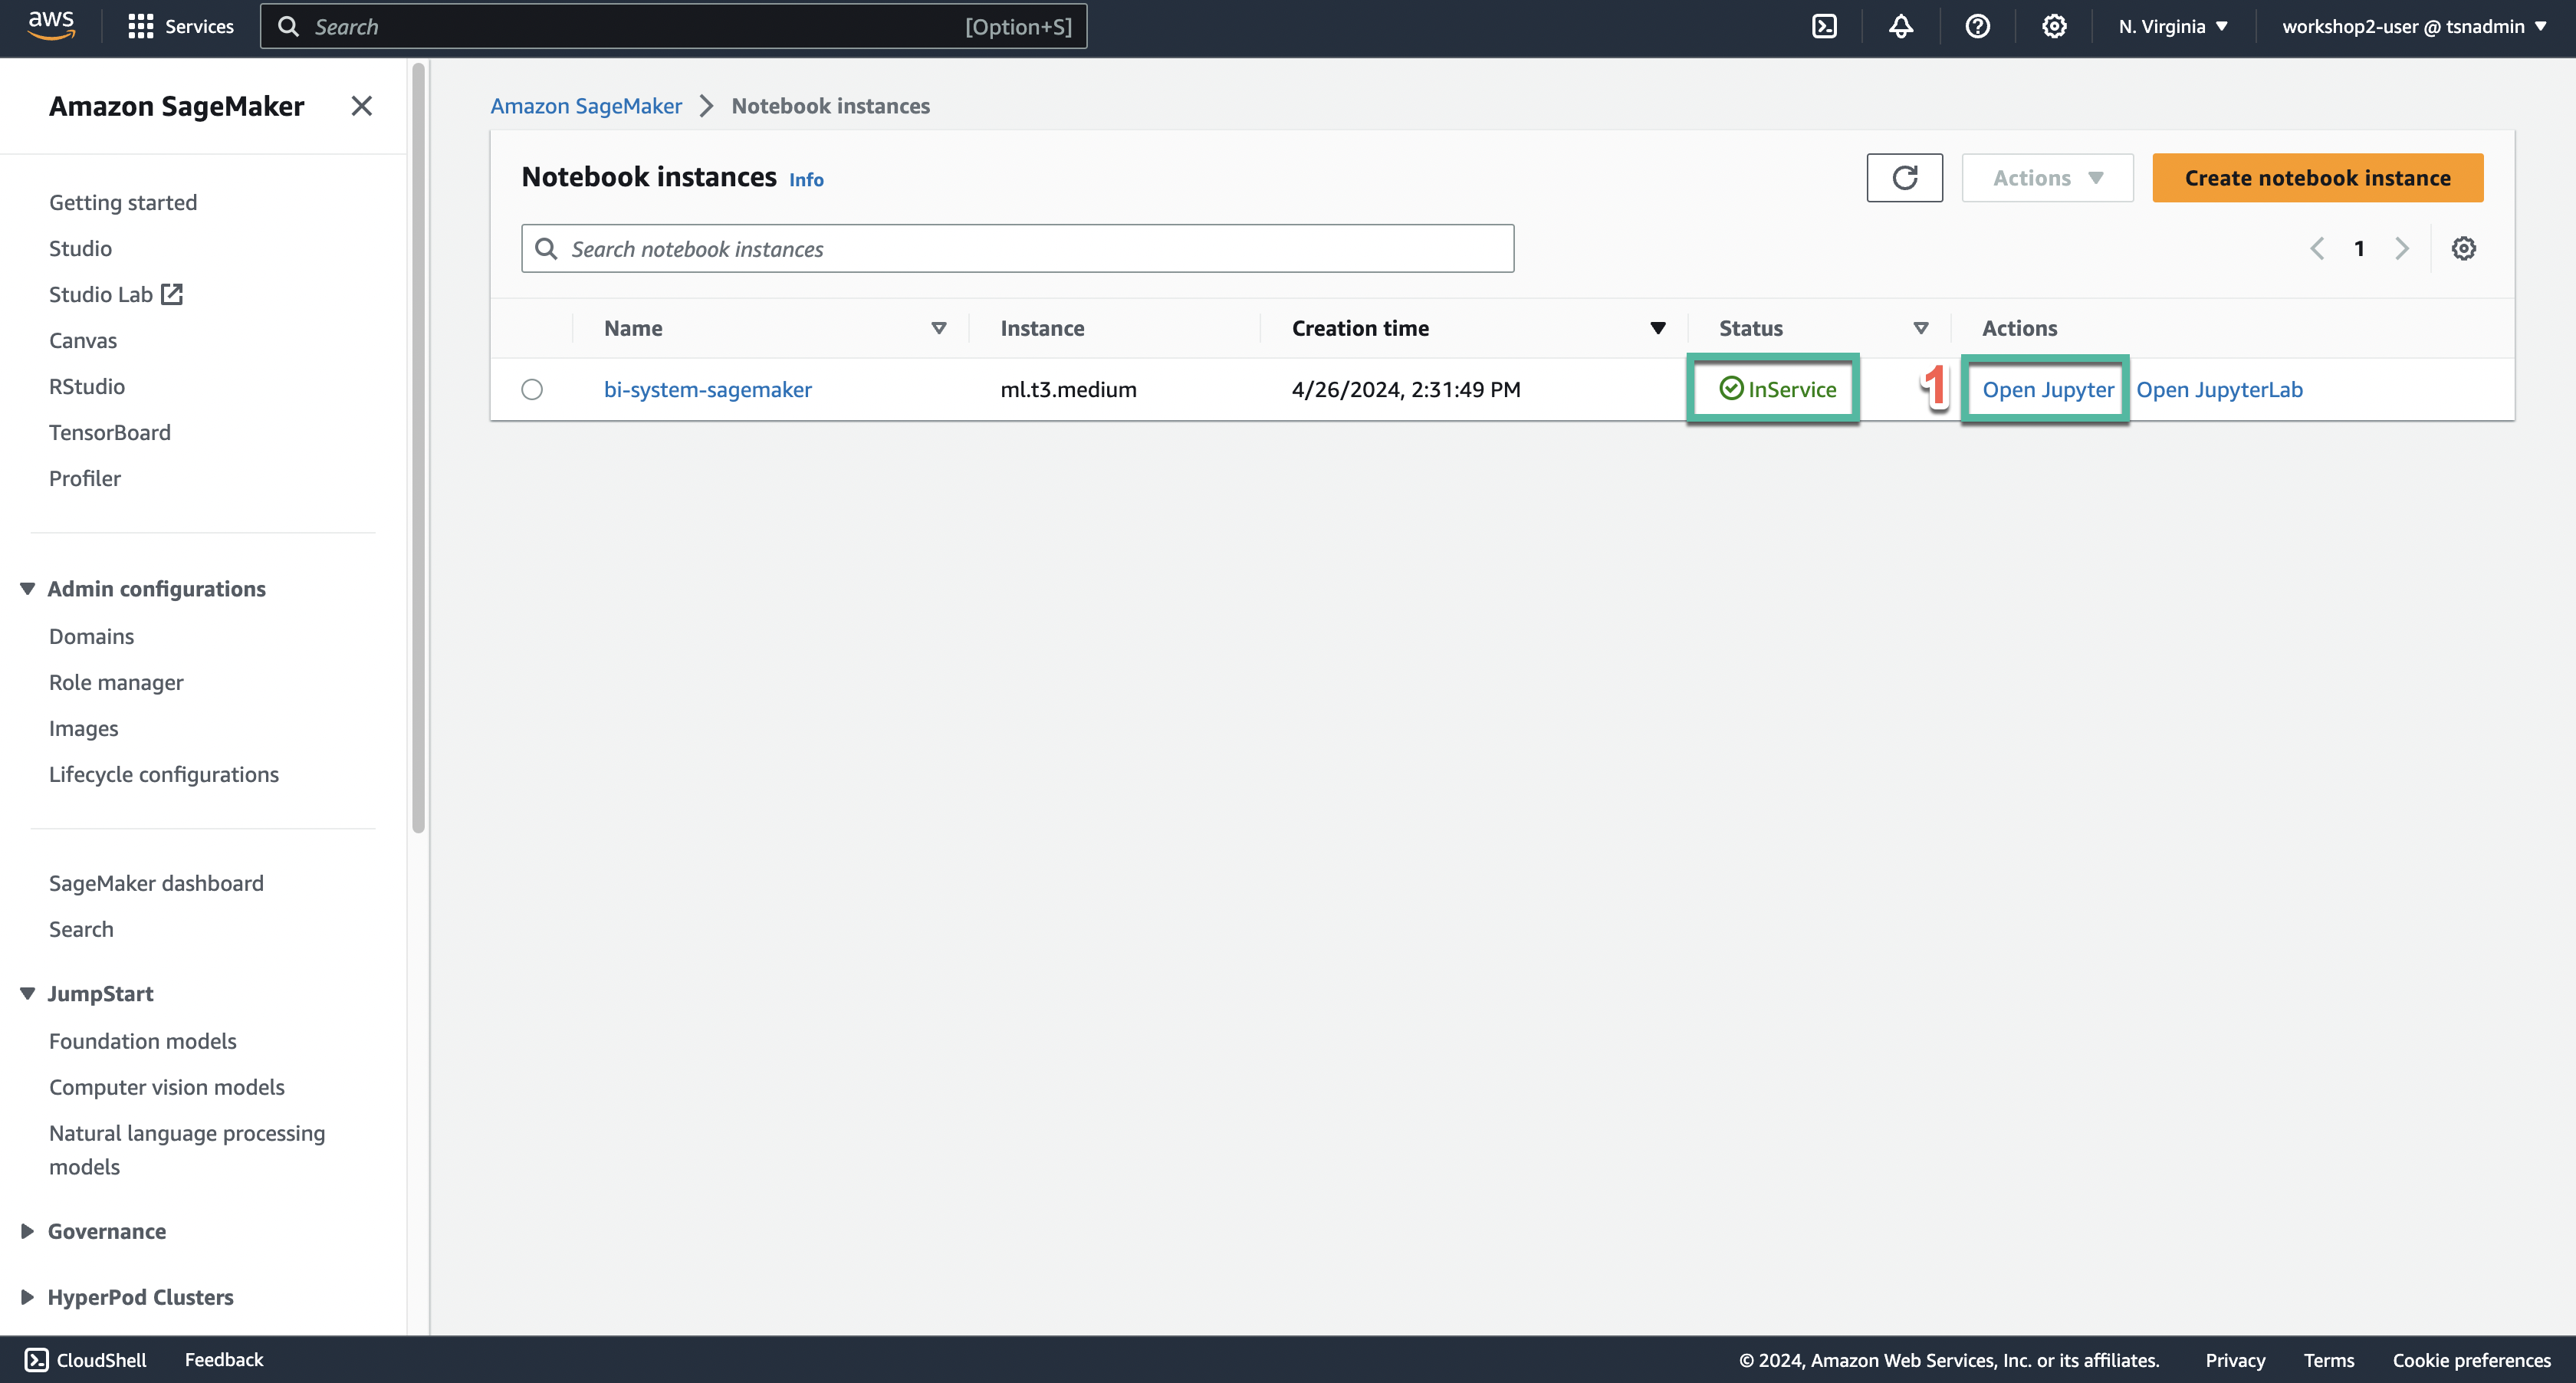 aws
Services
Search [Option+S]
N. Virginia
workshop2-user @ tsnadmin
Amazon SageMaker
Getting started
Studio
Studio Lab
Canvas
RStudio
TensorBoard
Profiler
Admin configurations
Domains
Role manager
Images
Lifecycle configurations
SageMaker dashboard
Search
JumpStart
Foundation models
Computer vision models
Natural language processing
models
Governance
HyperPod Clusters
Amazon SageMaker Notebook instances
Notebook instances Info
Actions
Create notebook instance
Search notebook instances
1
Name Instance Creation time Status Actions
bi-system-sagemaker ml.t3.medium 4/26/2024, 2:31:49 PM InService 1 Open Jupyter Open JupyterLab
CloudShell Feedback
© 2024, Amazon Web Services, Inc. or its affiliates. Privacy Terms Cookie preferences